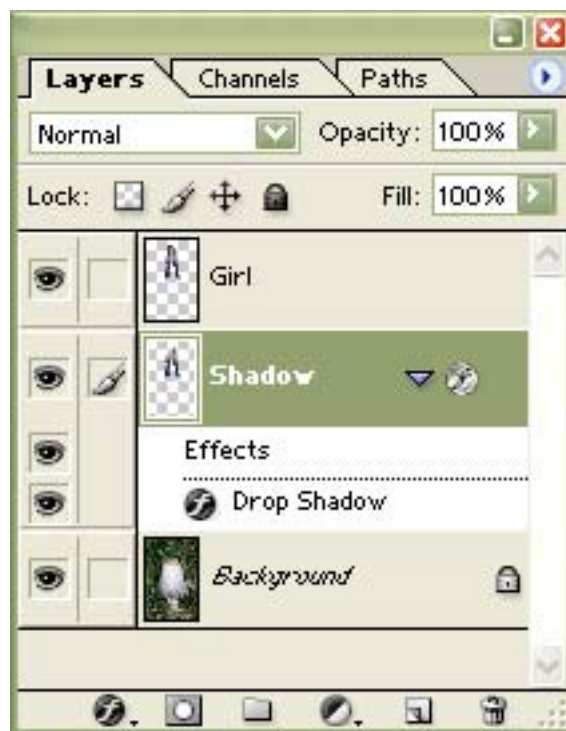 Layers Channels Paths
Normal Opacity: 100%
Lock: Fill: 100%
Girl
Shadow
Effects
Drop Shadow
Background